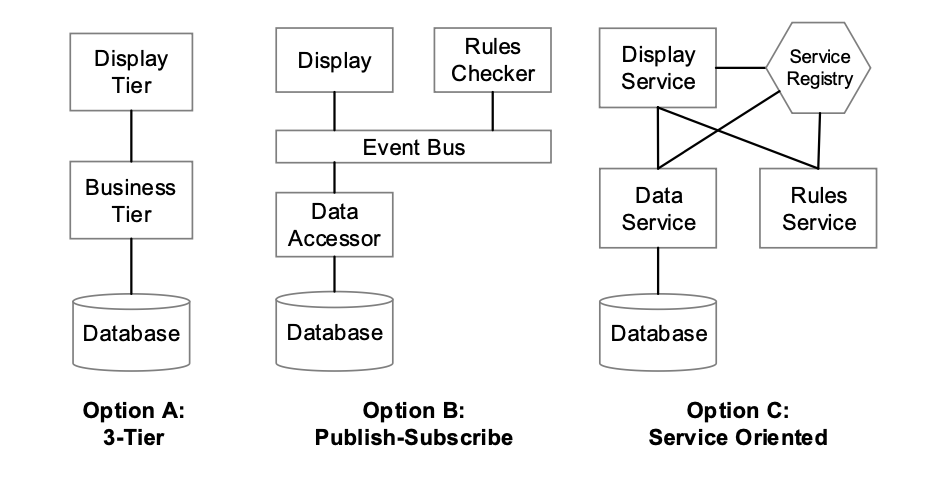 Display
Tier
Business
Tier
Database
Option A:
3-Tier
Display
Rules
Checker
Event Bus
Data
Accessor
Database
Option B:
Publish-Subscribe
Display
Service
Service
Registry
Data
Service
Rules
Service
Database
Option C:
Service Oriented